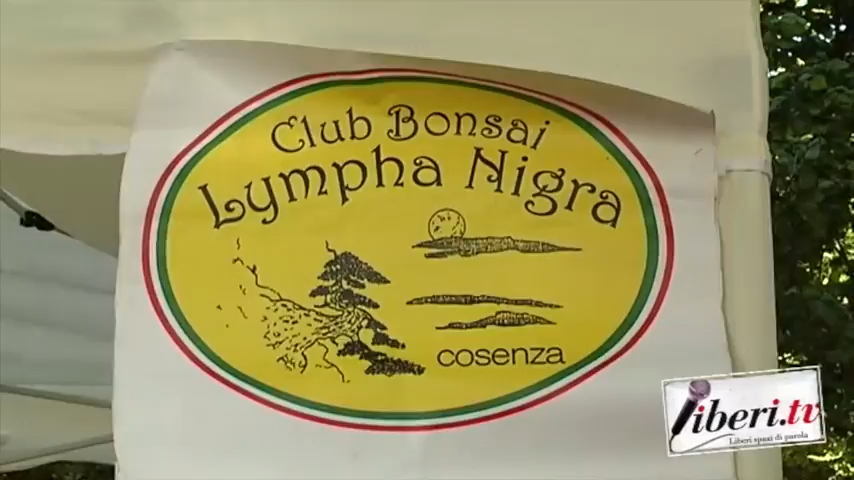 Club Bonsai
Lympha Nigra
cosenza
liberi.tv
Liberi spazi di parola